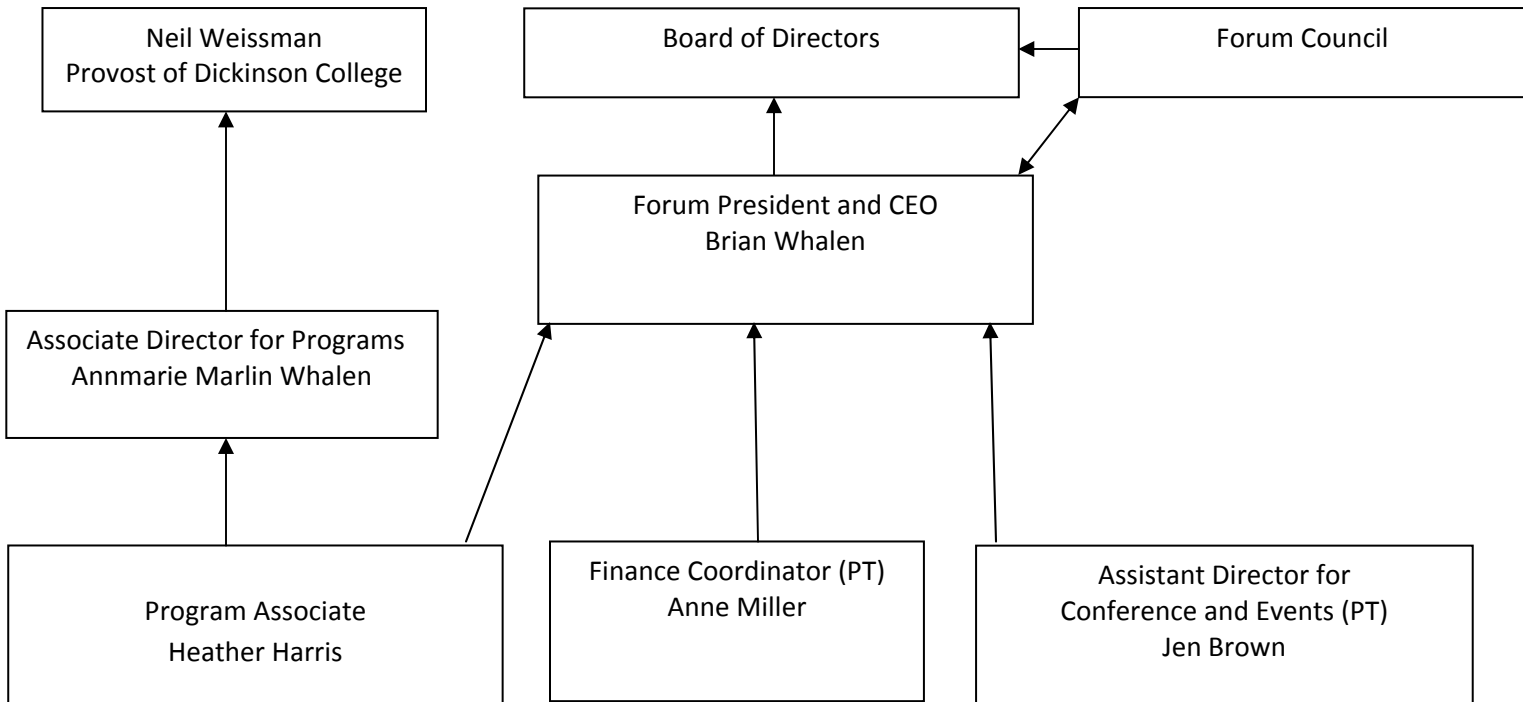 Neil Weissman
Provost of Dickinson College
Board of Directors
Forum Council
Forum President and CEO
Brian Whalen
Associate Director for Programs
Annmarie Marlin Whalen
Program Associate
Heather Harris
Finance Coordinator (PT)
Anne Miller
Assistant Director for
Conference and Events (PT)
Jen Brown